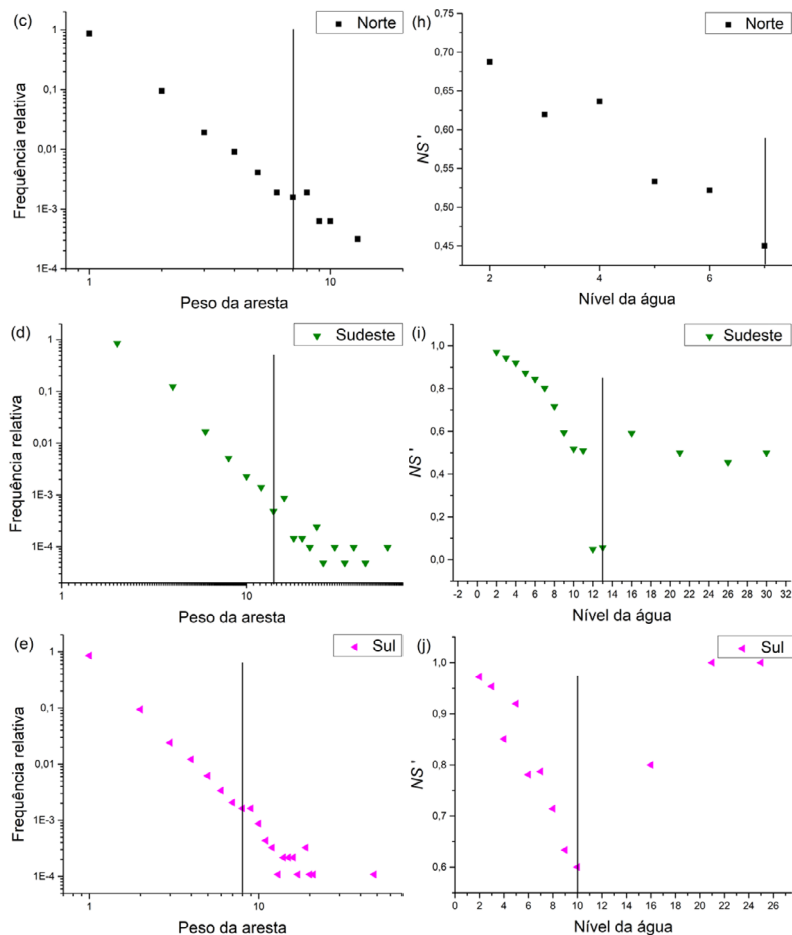 (c)
Norte
1
0,1
0,01
1E-3
1E-4
Frequência relativa
1
10
Peso da aresta
(h)
Norte
0,75
0,70
0,65
0,60
0,55
0,50
0,45
NS'
2
4
6
Nível da água
(d)
Sudeste
1
0,1
0,01
1E-3
1E-4
Frequência relativa
1
10
Peso da aresta
(i)
Sudeste
1,0
0,8
0,6
0,4
0,2
0,0
NS'
-2 0 2 4 6 8 10 12 14 16 18 20 22 24 26 28 30 32
Nível da água
(e)
Sul
1
0,1
0,01
1E-3
1E-4
Frequência relativa
1
10
Peso da aresta
(j)
Sul
1,0
0,9
0,8
0,7
0,6
NS'
0 2 4 6 8 10 12 14 16 18 20 22 24 26
Nível da água